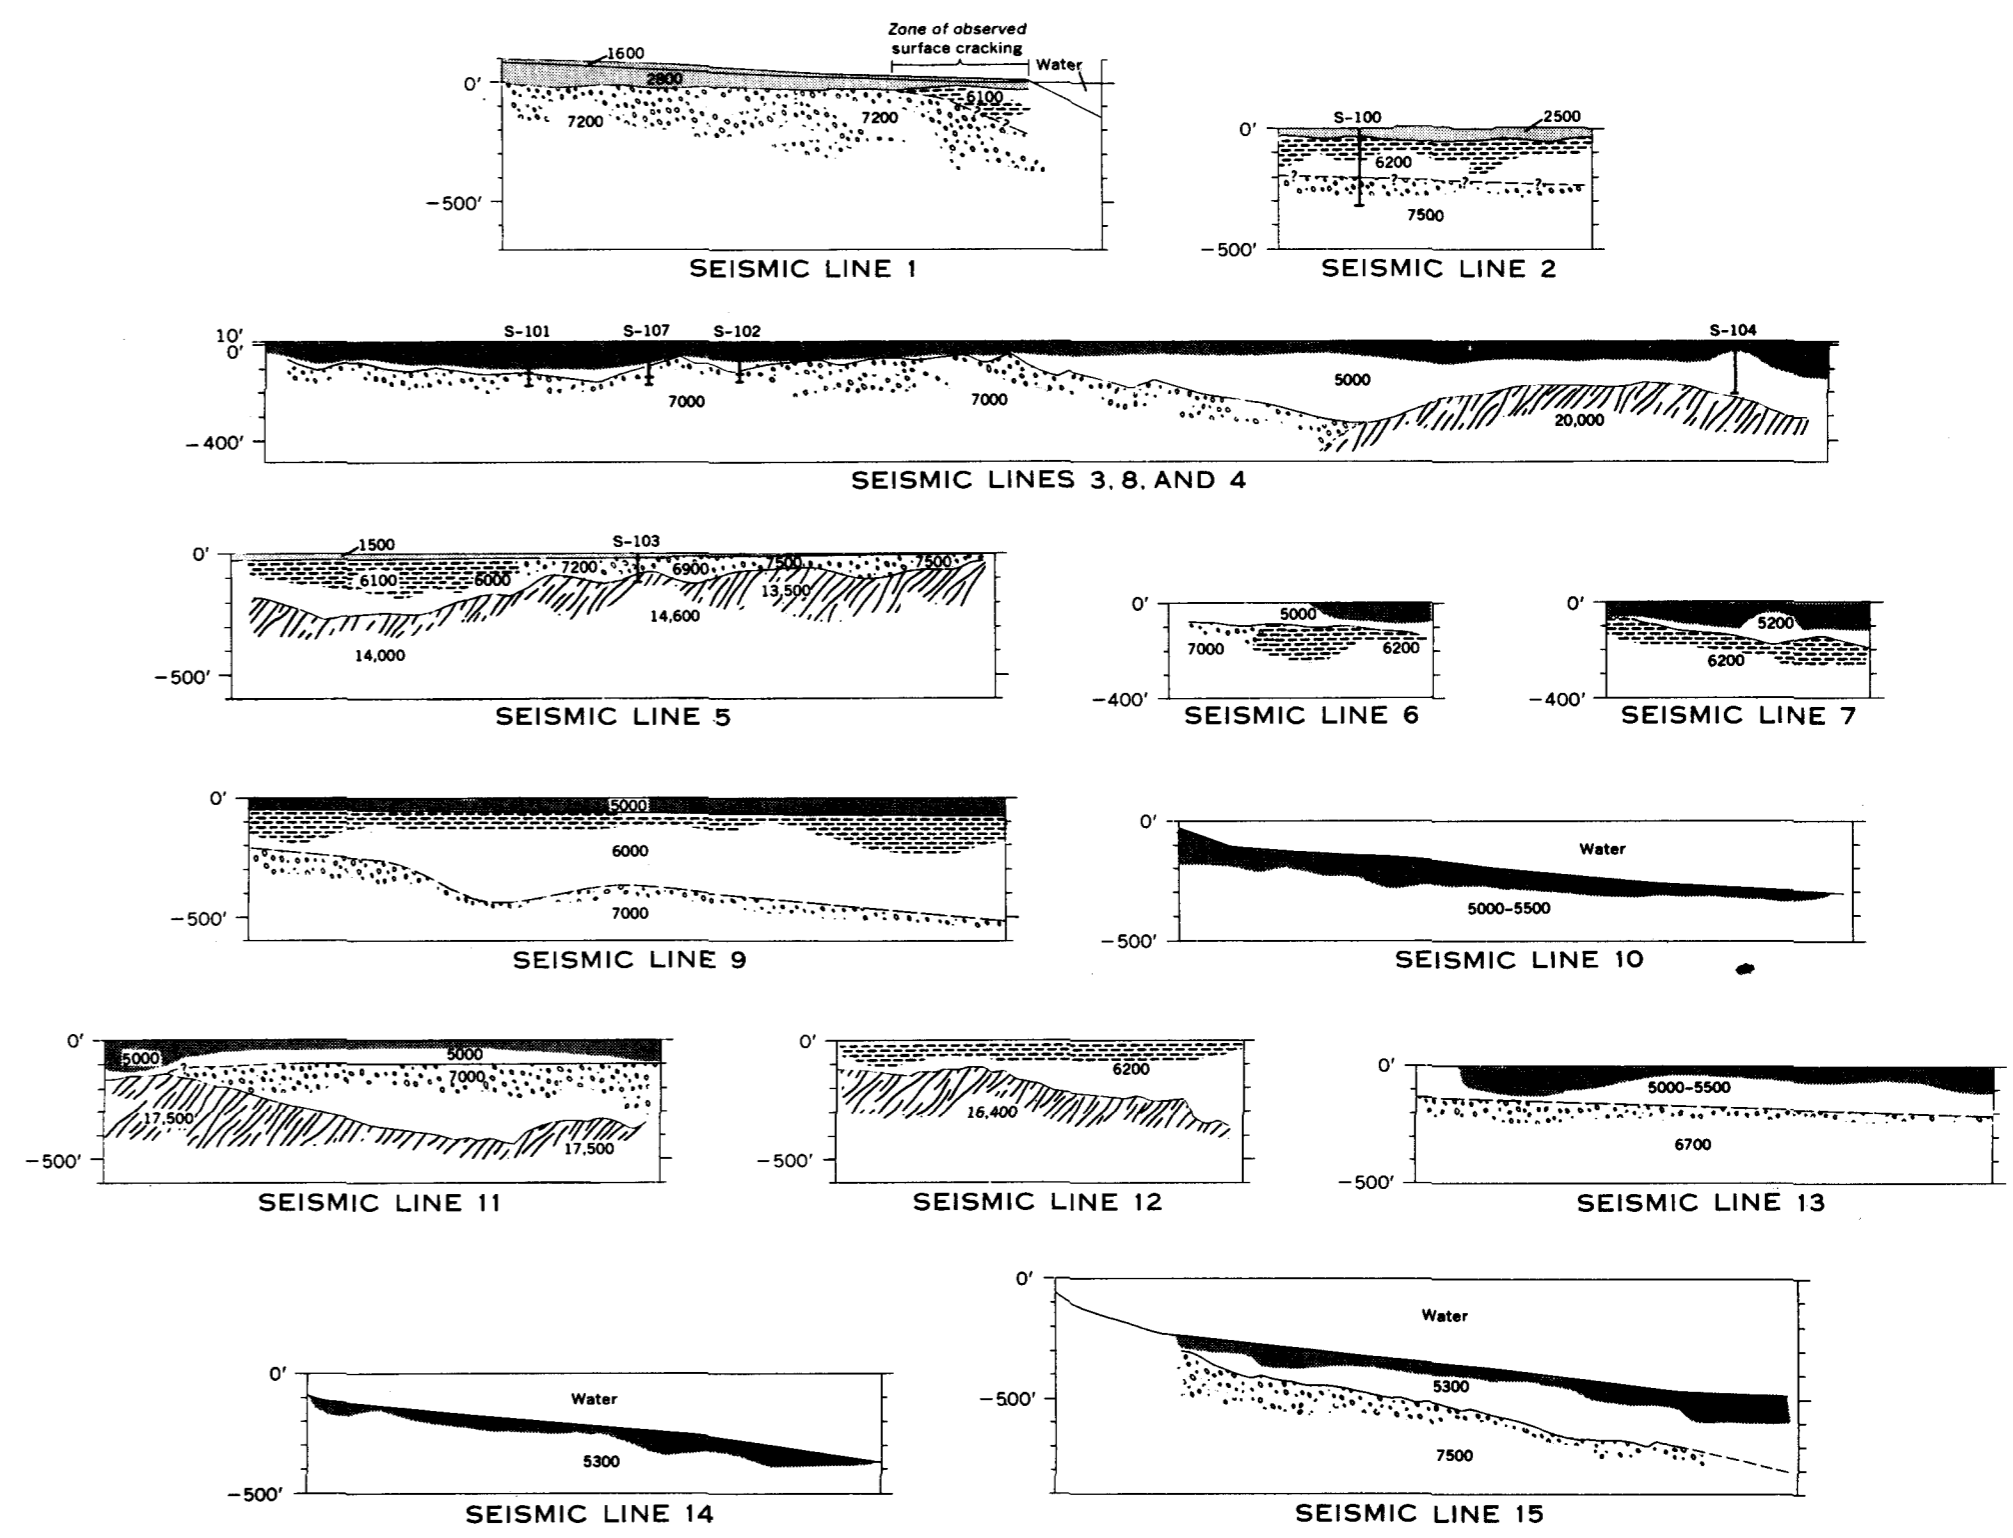 Zone of observed
surface cracking
Water
1600
2800
0′
6100
7200
7200
?
−500′
SEISMIC LINE 1
S-100
2500
0′
6200
? ? ? ?
7500
−500′
SEISMIC LINE 2
S-101
S-107
S-102
S-104
10′
0′
5000
7000
7000
20,000
−400′
SEISMIC LINES 3, 8, AND 4
1500
S-103
0′
6100
6000
7200
6900
7500
7500
13,500
14,600
14,000
−500′
SEISMIC LINE 5
0′
5000
7000
6200
−400′
SEISMIC LINE 6
0′
5200
6200
−400′
SEISMIC LINE 7
0′
5000
6000
7000
−500′
SEISMIC LINE 9
0′
Water
5000-5500
−500′
SEISMIC LINE 10
0′
5000
5000
?
7000
17,500
17,500
−500′
SEISMIC LINE 11
0′
6200
16,400
−500′
SEISMIC LINE 12
0′
5000-5500
6700
−500′
SEISMIC LINE 13
0′
Water
5300
−500′
SEISMIC LINE 14
0′
Water
5300
−500′
7500
SEISMIC LINE 15